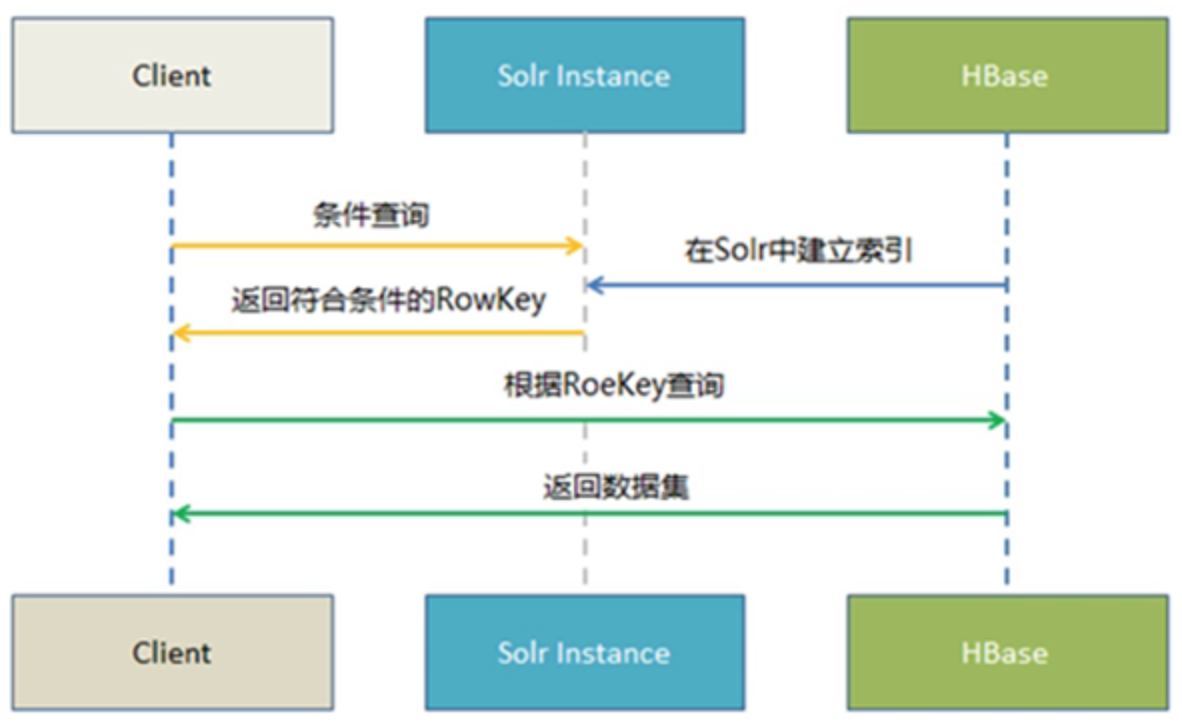 Client
Solr Instance
HBase
条件查询
在Solr中建立索引
返回符合条件的RowKey
根据RoeKey查询
返回数据集
Client
Solr Instance
HBase